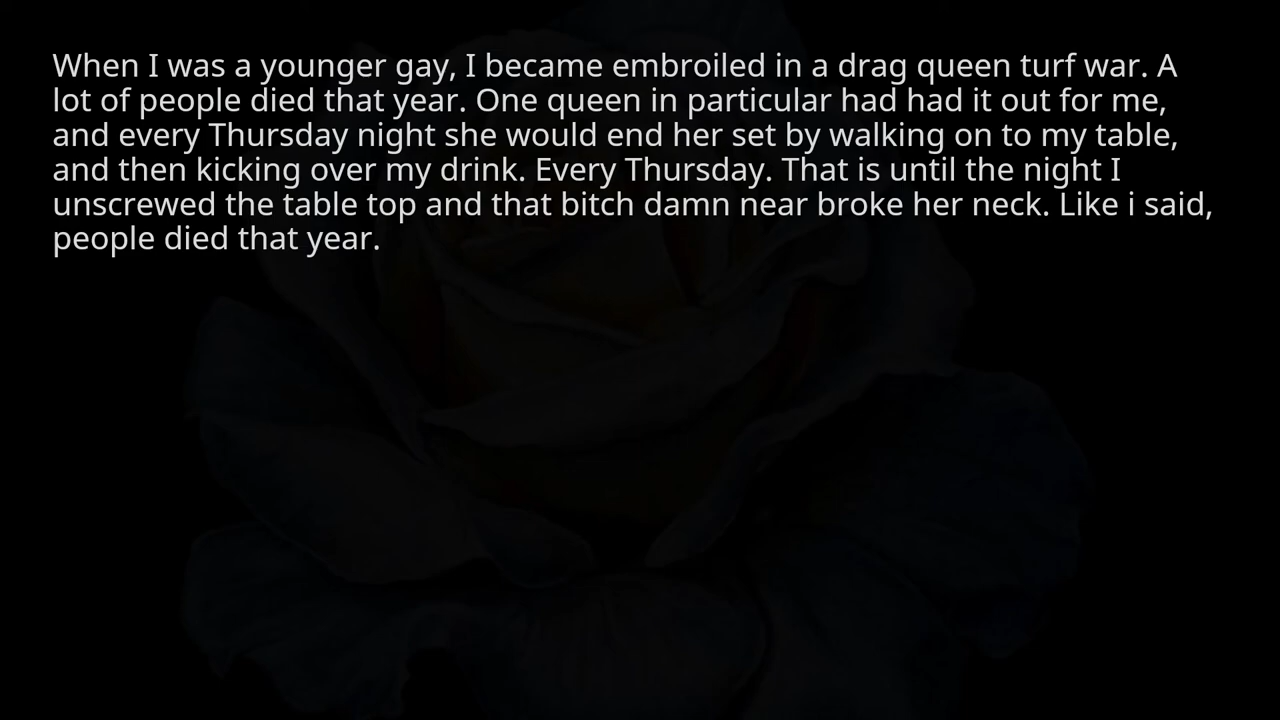 When I was a younger gay, I became embroiled in a drag queen turf war. A
lot of people died that year. One queen in particular had had it out for me,
and every Thursday night she would end her set by walking on to my table,
and then kicking over my drink. Every Thursday. That is until the night I
unscrewed the table top and that bitch damn near broke her neck. Like i said,
people died that year.